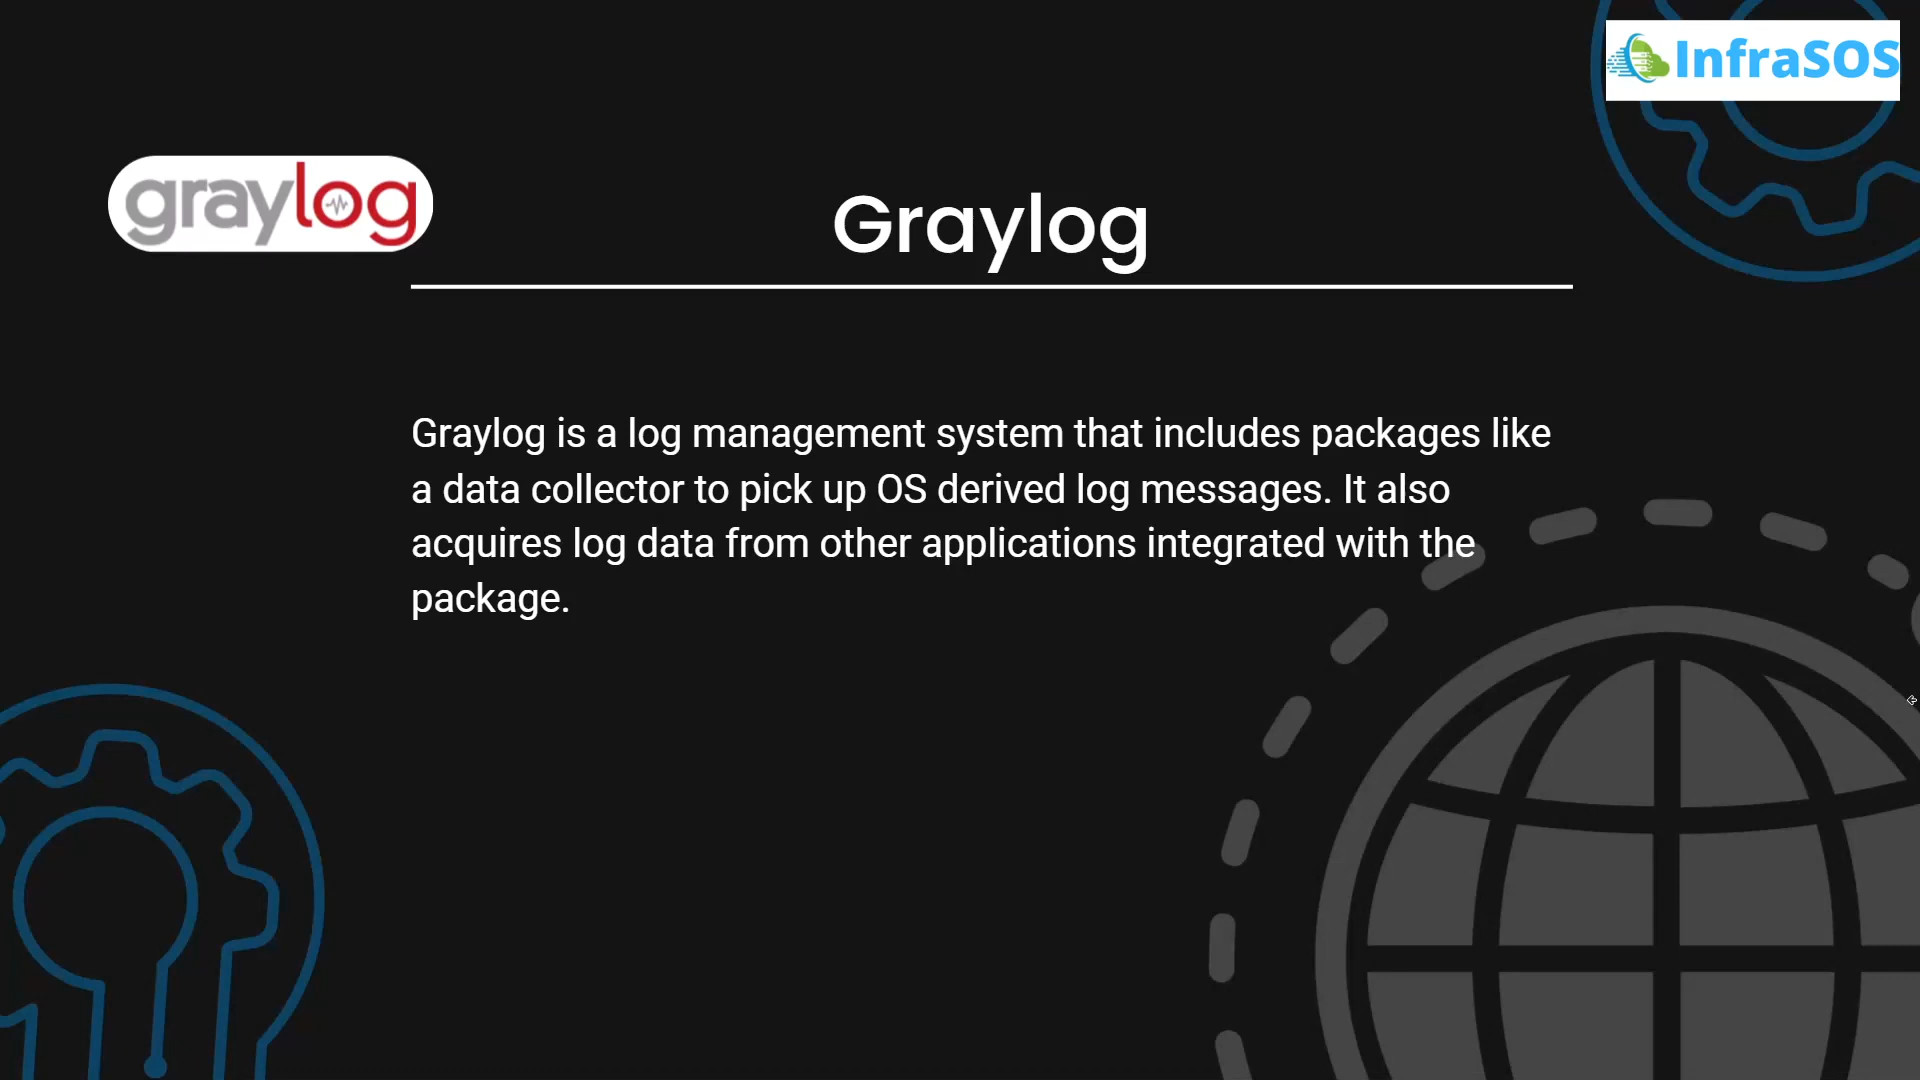 InfraSOS
graylog
Graylog
Graylog is a log management system that includes packages like
a data collector to pick up OS derived log messages. It also
acquires log data from other applications integrated with the
package.